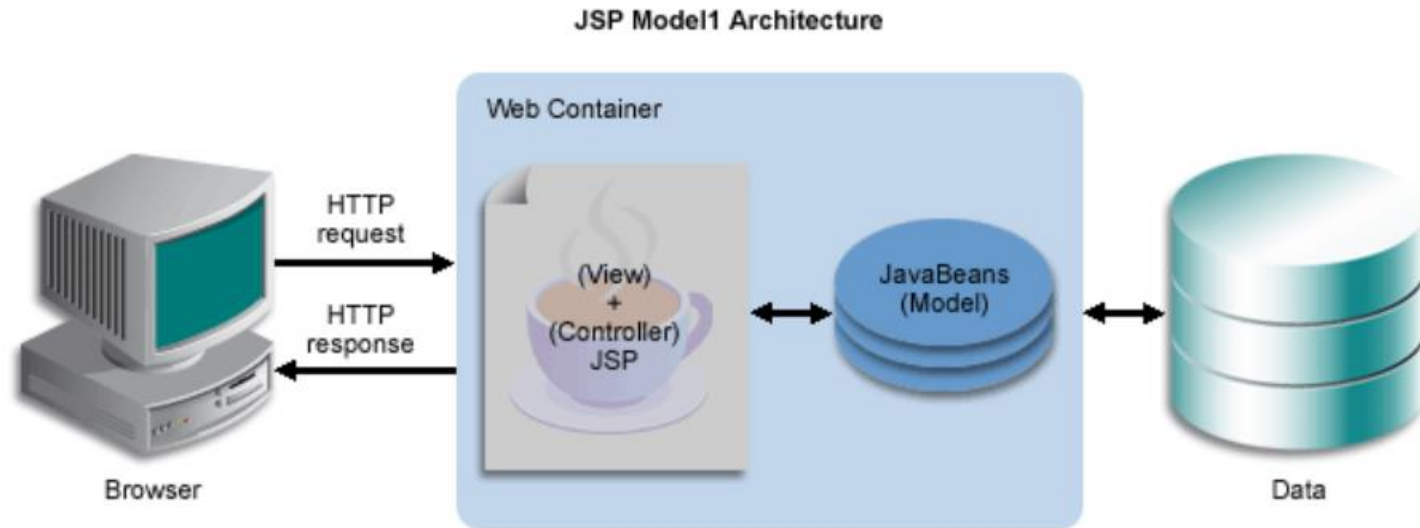 JSP Model1 Architecture
Web Container
HTTP
request
HTTP
response
(View)
+
(Controller)
JSP
JavaBeans
(Model)
Browser
Data